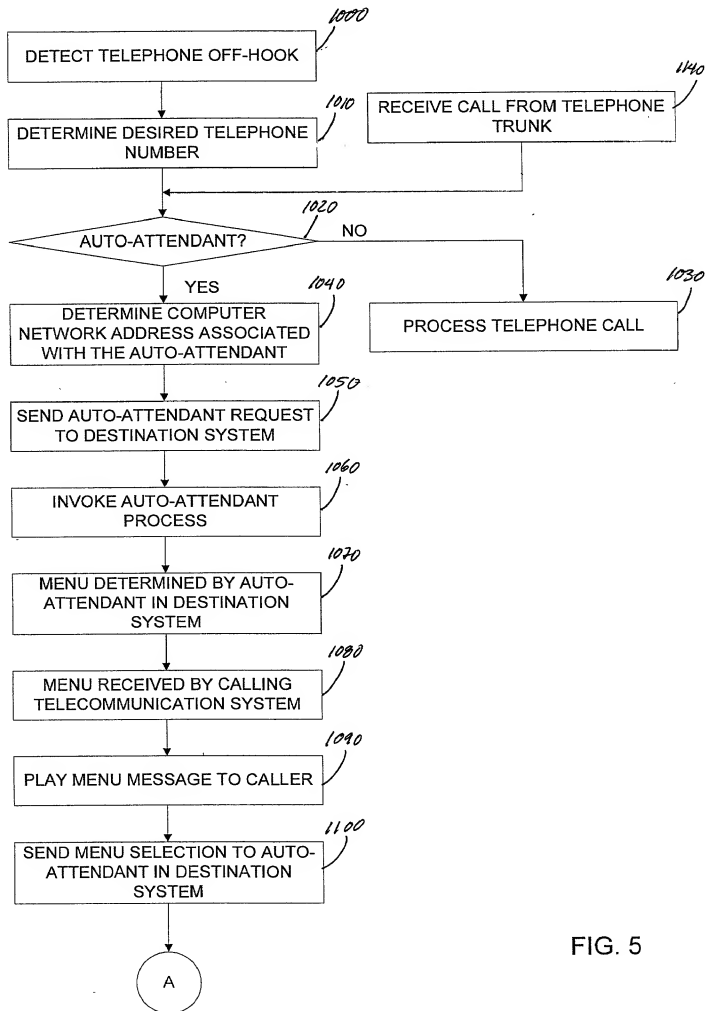 1000
DETECT TELEPHONE OFF-HOOK
1010
DETERMINE DESIRED TELEPHONE
NUMBER
1140
RECEIVE CALL FROM TELEPHONE
TRUNK
1020
AUTO-ATTENDANT?
NO
YES
1030
PROCESS TELEPHONE CALL
1040
DETERMINE COMPUTER
NETWORK ADDRESS ASSOCIATED
WITH THE AUTO-ATTENDANT
1050
SEND AUTO-ATTENDANT REQUEST
TO DESTINATION SYSTEM
1060
INVOKE AUTO-ATTENDANT
PROCESS
1070
MENU DETERMINED BY AUTO-
ATTENDANT IN DESTINATION
SYSTEM
1080
MENU RECEIVED BY CALLING
TELECOMMUNICATION SYSTEM
1090
PLAY MENU MESSAGE TO CALLER
1100
SEND MENU SELECTION TO AUTO-
ATTENDANT IN DESTINATION
SYSTEM
A
FIG. 5